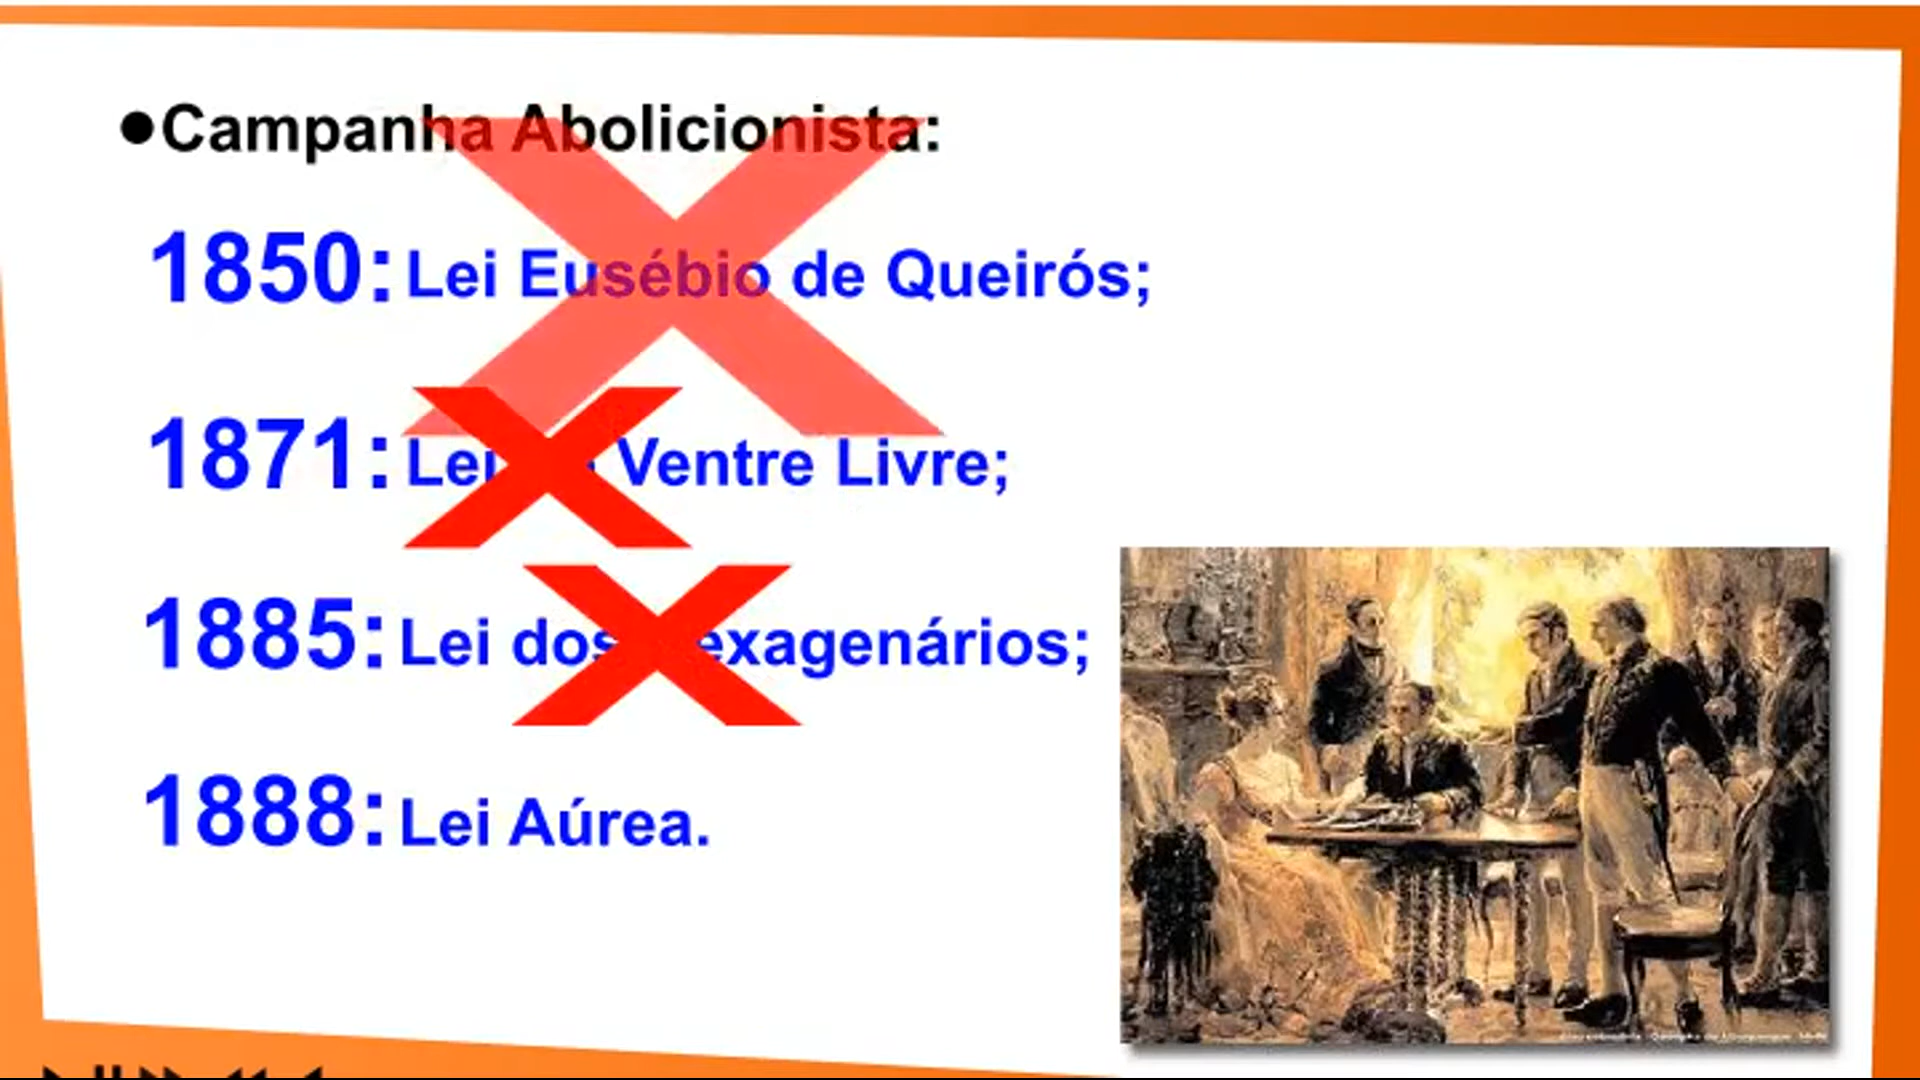 ●Campanha Abolicionista:
1850: Lei Eusébio de Queirós;
1871: Lei Ventre Livre;
1885: Lei dos exagenários;
1888: Lei Aúrea.